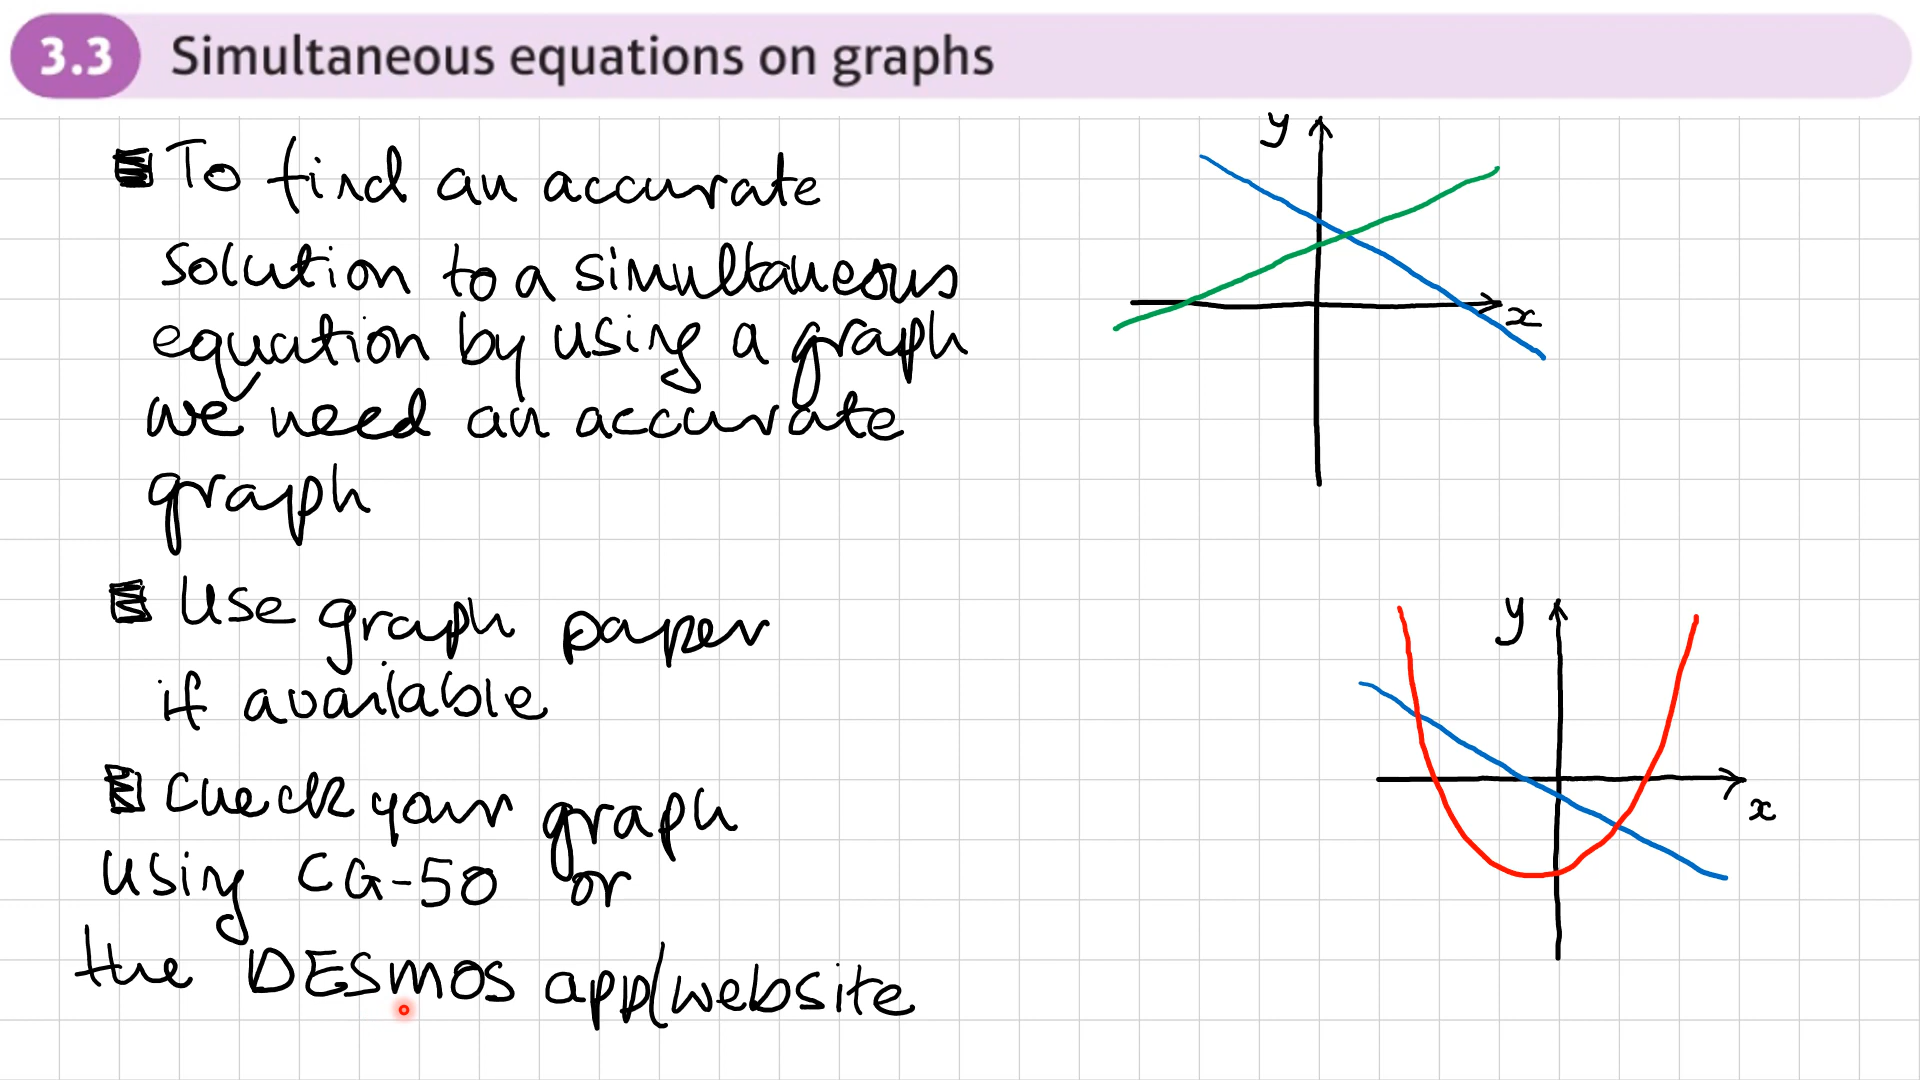 3.3 Simultaneous equations on graphs
To find an accurate
solution to a simultaneous
equation by using a graph
we need an accurate
graph
Use graph paper
if available
Check your graph
using CG-50 or
the DESMOS app/website
y
x
y
x